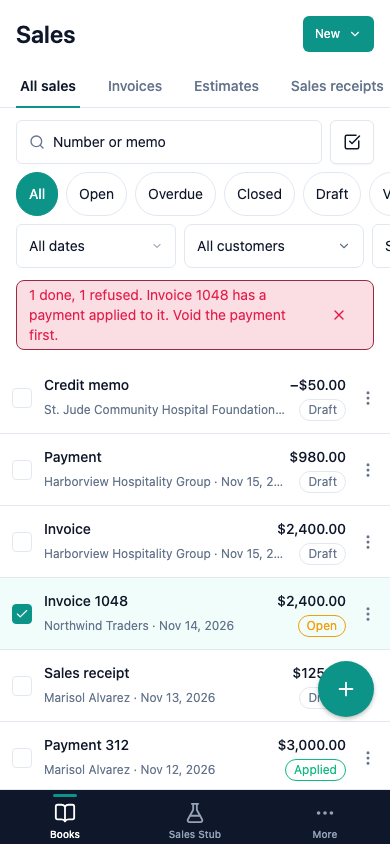 Sales
New
All sales
Invoices
Estimates
Sales receipts
Number or memo
All
Open
Overdue
Closed
Draft
All dates
All customers
1 done, 1 refused. Invoice 1048 has a
payment applied to it. Void the payment
first.
Credit memo
−$50.00
St. Jude Community Hospital Foundation...
Draft
Payment
$980.00
Harborview Hospitality Group · Nov 15, 2...
Draft
Invoice
$2,400.00
Harborview Hospitality Group · Nov 15, 2...
Draft
Invoice 1048
$2,400.00
Northwind Traders · Nov 14, 2026
Open
Sales receipt
$125
Marisol Alvarez · Nov 13, 2026
Payment 312
$3,000.00
Marisol Alvarez · Nov 12, 2026
Applied
Books
Sales Stub
More